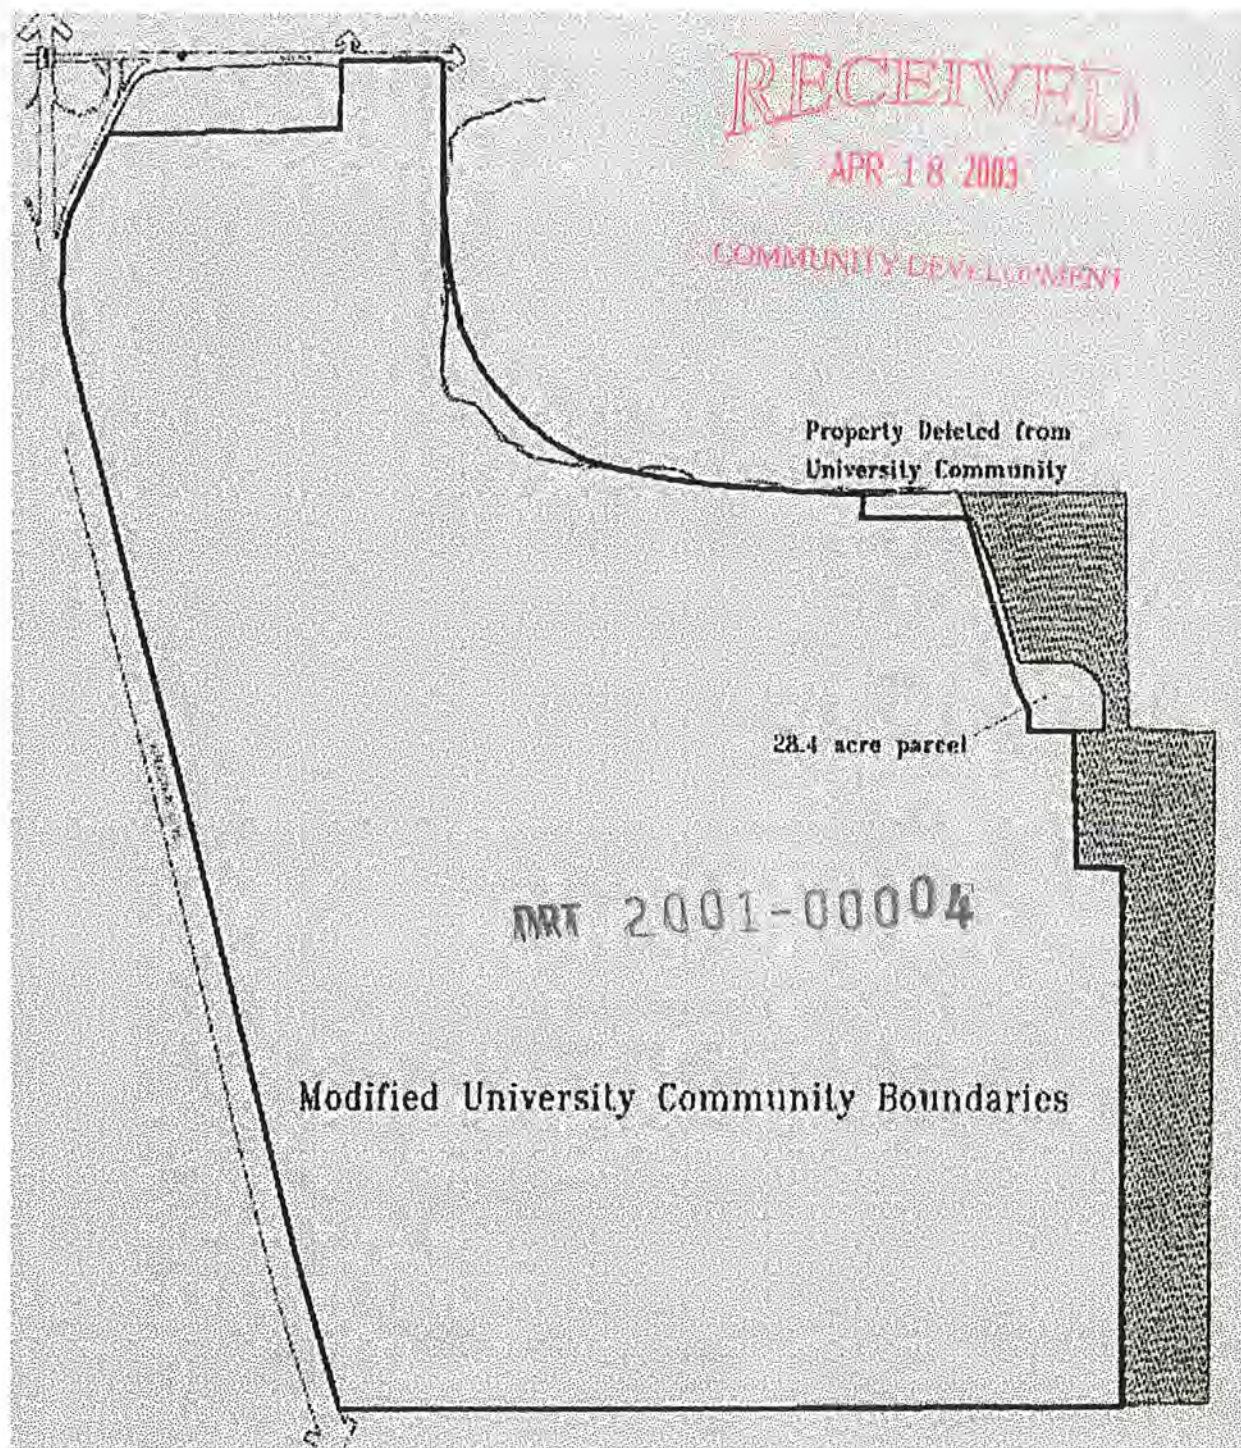 RECEIVED
APR 18 2003
COMMUNITY DEVELOPMENT
Property Deleted from
University Community
28.4 acre parcel
DRT 2001-00004
Modified University Community Boundaries